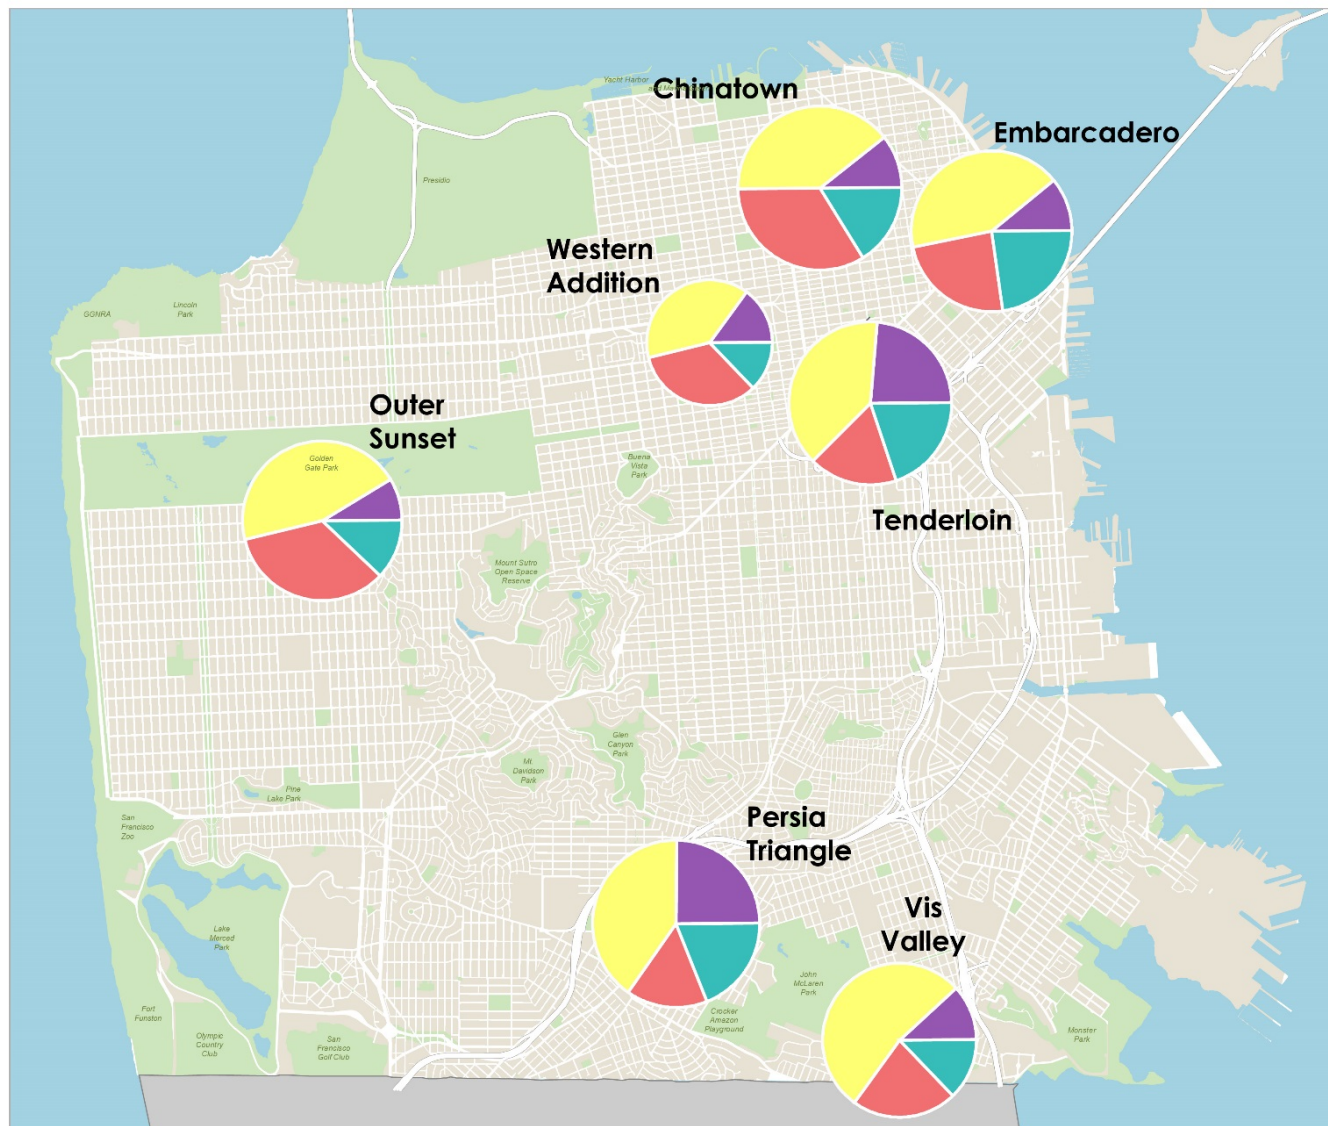 Yacht Harbor
Chinatown
Embarcadero
Presidio
Western
Addition
Lincoln
Park
GGNRA
Outer
Sunset
Golden
Gate Park
Buena
Vista
Park
Tenderloin
Mount Sutro
Open Space
Reserve
Glen
Canyon
Park
Mt
Davidson
Park
Pine
Lake Park
San
Francisco
Zoo
Persia
Triangle
Vis
Valley
Lake
Merced
Park
John
McLaren
Park
Fort
Funston
Crocker
Amazon
Playground
Olympic
Country
Club
San
Francisco
Golf Club
Monster
Park